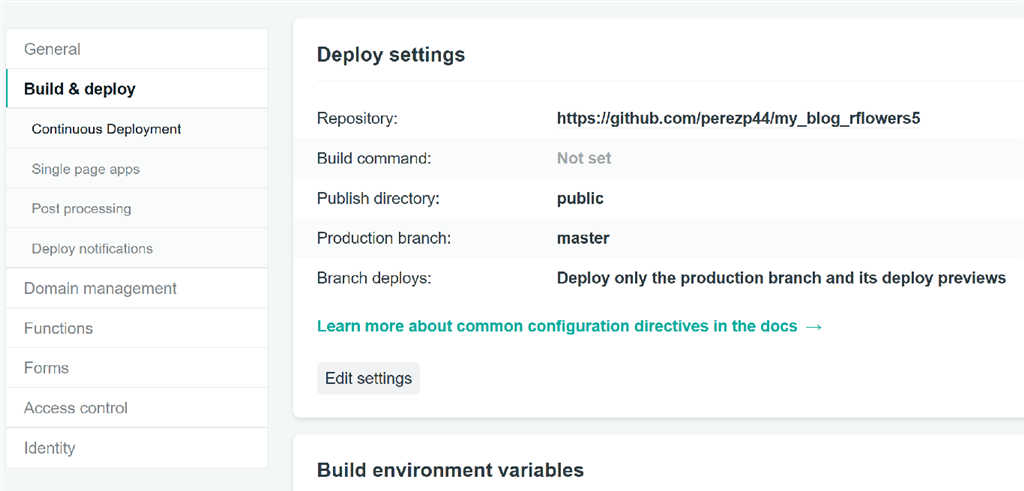 General
Build & deploy
Continuous Deployment
Single page apps
Post processing
Deploy notifications
Domain management
Functions
Forms
Access control
Identity
Deploy settings
Repository: https://github.com/perezp44/my_blog_rflowers5
Build command: Not set
Publish directory: public
Production branch: master
Branch deploys: Deploy only the production branch and its deploy previews
Learn more about common configuration directives in the docs →
Edit settings
Build environment variables